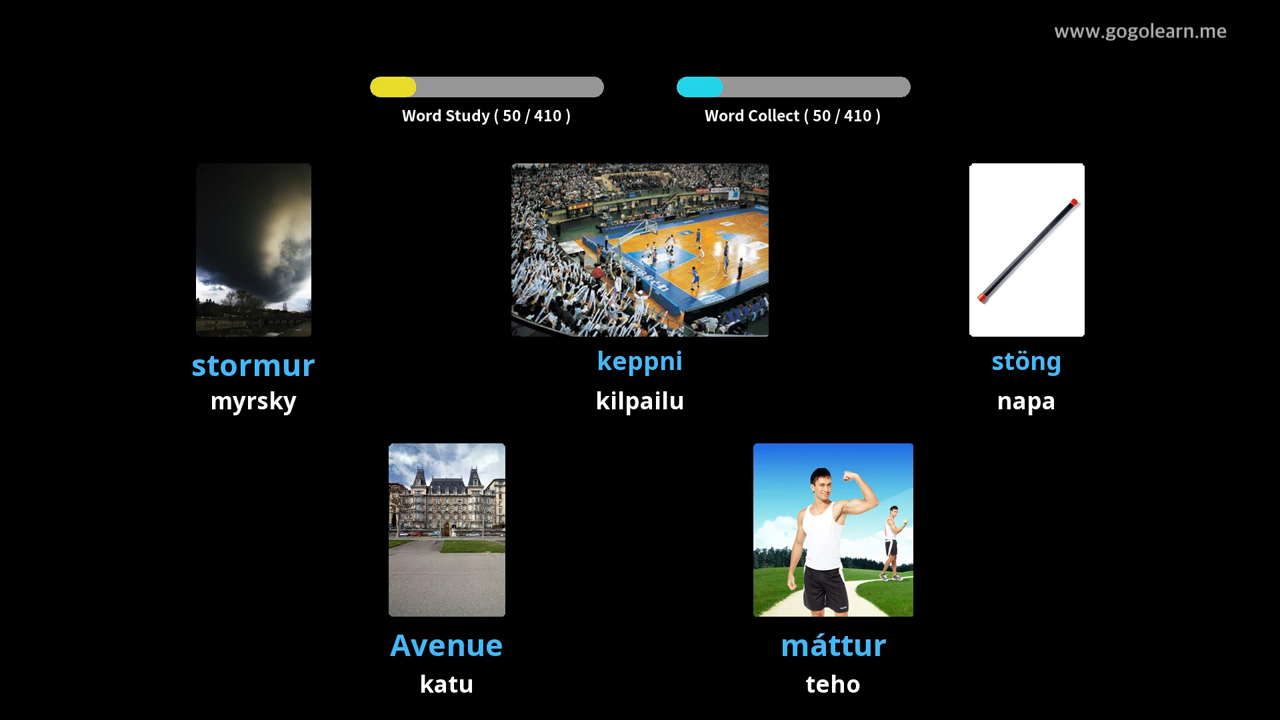 www.gogolearn.me
Word Study ( 50 / 410 )
Word Collect ( 50 / 410 )
stormur
myrsky
keppni
kilpailu
stöng
napa
Avenue
katu
máttur
teho